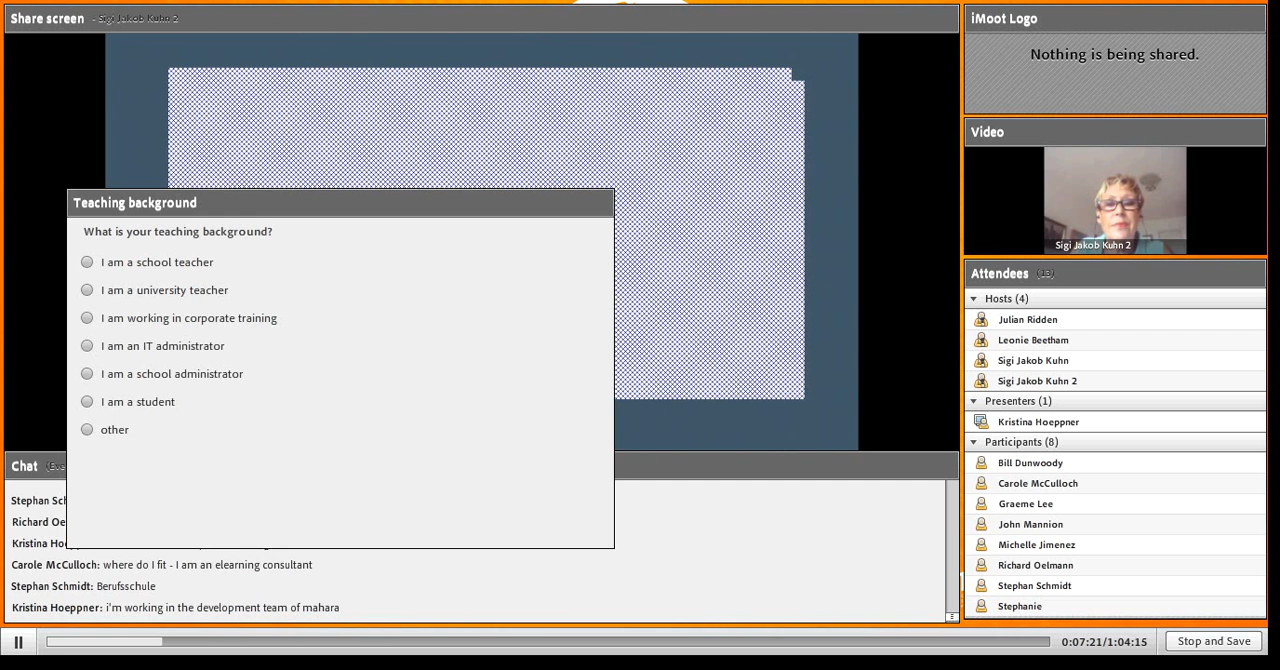 Share screen - Sigi Jakob Kuhn 2
Teaching background
What is your teaching background?
I am a school teacher
I am a university teacher
I am working in corporate training
I am an IT administrator
I am a school administrator
I am a student
other
Chat
Stephan
Richard
Kristina
Carole McCulloch: where do I fit - I am an elearning consultant
Stephan Schmidt: Berufsschule
Kristina Hoeppner: i'm working in the development team of mahara
iMoot Logo
Nothing is being shared.
Video
Sigi Jakob Kuhn 2
Attendees (13)
Hosts (4)
Julian Ridden
Leonie Beetham
Sigi Jakob Kuhn
Sigi Jakob Kuhn 2
Presenters (1)
Kristina Hoeppner
Participants (8)
Bill Dunwoody
Carole McCulloch
Graeme Lee
John Mannion
Michelle Jimenez
Richard Oelmann
Stephan Schmidt
Stephanie
0:07:21/1:04:15
Stop and Save